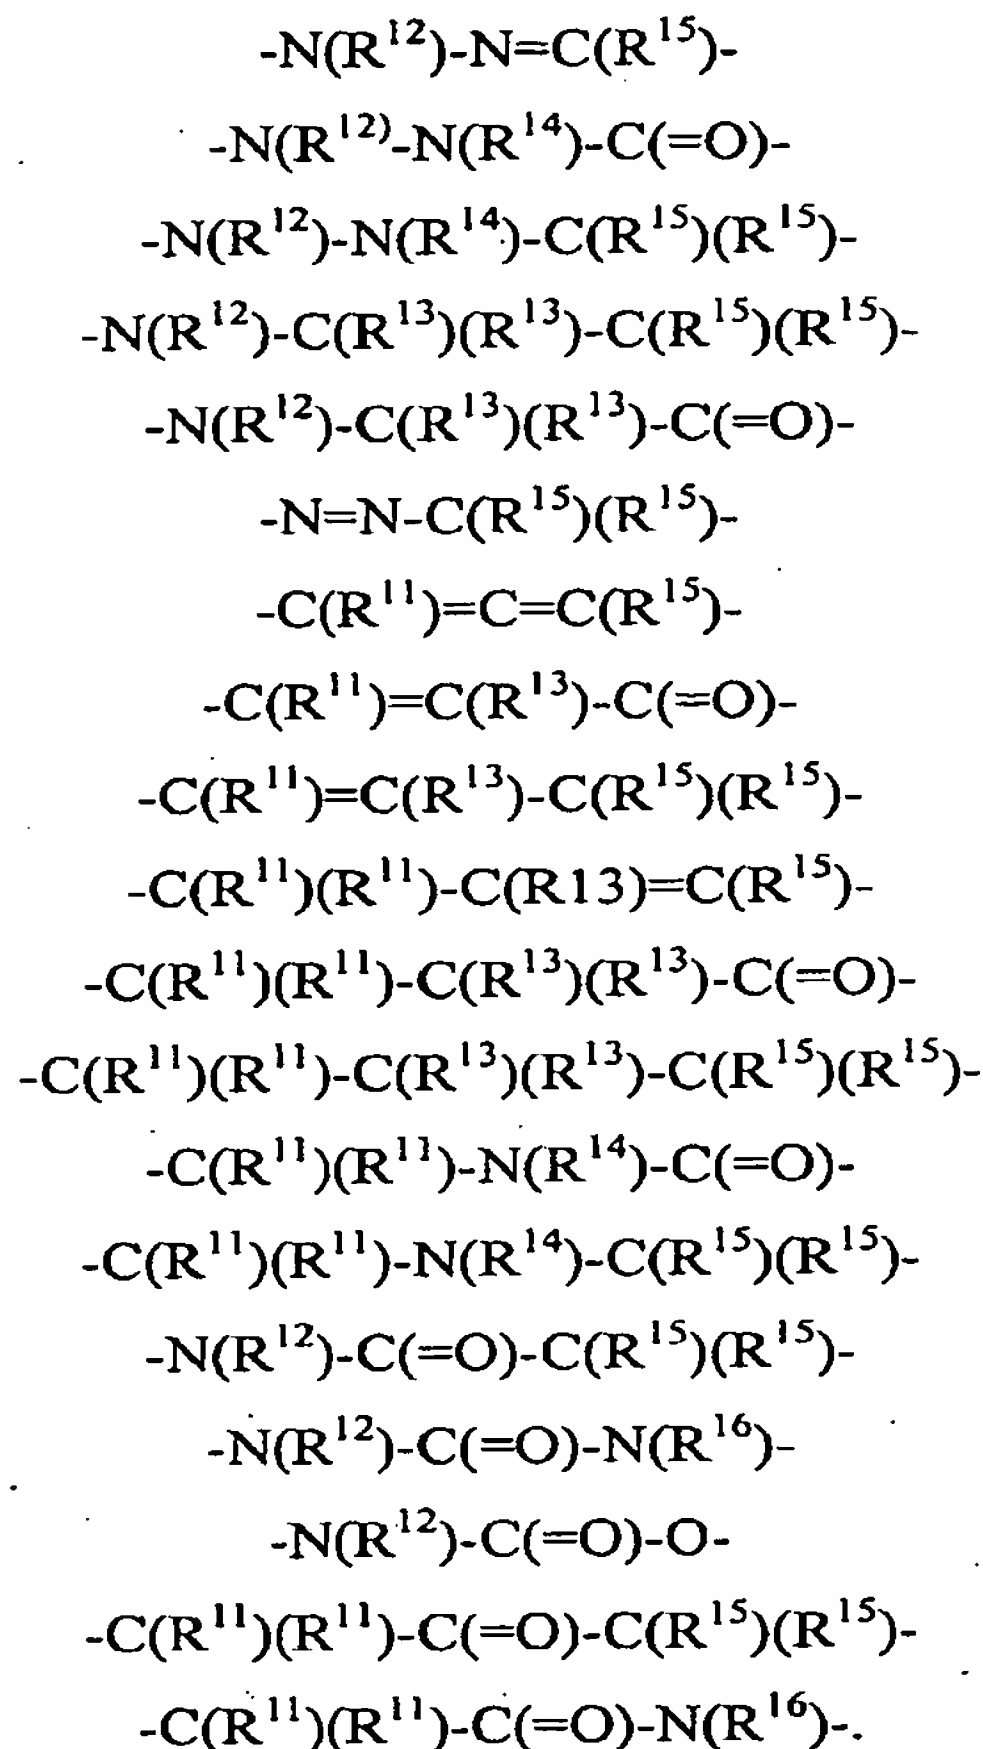 -N(R¹²)-N=C(R¹⁵)-
-N(R¹²⁾-N(R¹⁴)-C(=O)-
-N(R¹²)-N(R¹⁴)-C(R¹⁵)(R¹⁵)-
-N(R¹²)-C(R¹³)(R¹³)-C(R¹⁵)(R¹⁵)-
-N(R¹²)-C(R¹³)(R¹³)-C(=O)-
-N=N-C(R¹⁵)(R¹⁵)-
-C(R¹¹)=C=C(R¹⁵)-
-C(R¹¹)=C(R¹³)-C(=O)-
-C(R¹¹)=C(R¹³)-C(R¹⁵)(R¹⁵)-
-C(R¹¹)(R¹¹)-C(R13)=C(R¹⁵)-
-C(R¹¹)(R¹¹)-C(R¹³)(R¹³)-C(=O)-
-C(R¹¹)(R¹¹)-C(R¹³)(R¹³)-C(R¹⁵)(R¹⁵)-
-C(R¹¹)(R¹¹)-N(R¹⁴)-C(=O)-
-C(R¹¹)(R¹¹)-N(R¹⁴)-C(R¹⁵)(R¹⁵)-
-N(R¹²)-C(=O)-C(R¹⁵)(R¹⁵)-
-N(R¹²)-C(=O)-N(R¹⁶)-
-N(R¹²)-C(=O)-O-
-C(R¹¹)(R¹¹)-C(=O)-C(R¹⁵)(R¹⁵)-
-C(R¹¹)(R¹¹)-C(=O)-N(R¹⁶)-.